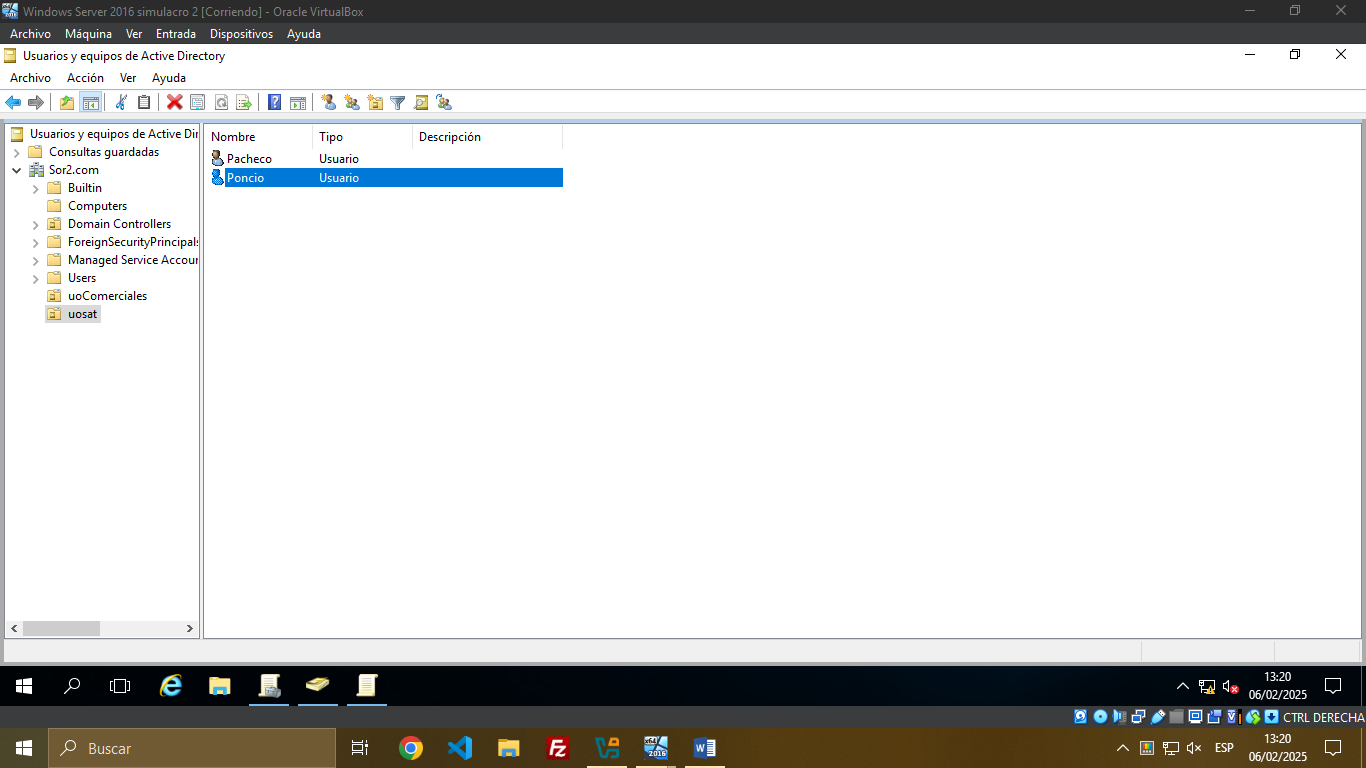 Windows Server 2016 simulacro 2 [Corriendo] - Oracle VirtualBox
Archivo Máquina Ver Entrada Dispositivos Ayuda
Usuarios y equipos de Active Directory
Archivo Acción Ver Ayuda
Usuarios y equipos de Active Dir
Consultas guardadas
Sor2.com
Builtin
Computers
Domain Controllers
ForeignSecurityPrincipals
Managed Service Accour
Users
uoComerciales
uosat
Nombre Tipo Descripción
Pacheco Usuario
Poncio Usuario
13:20
06/02/2025
CTRL DERECHA
Buscar
x64
2016
ESP
13:20
06/02/2025